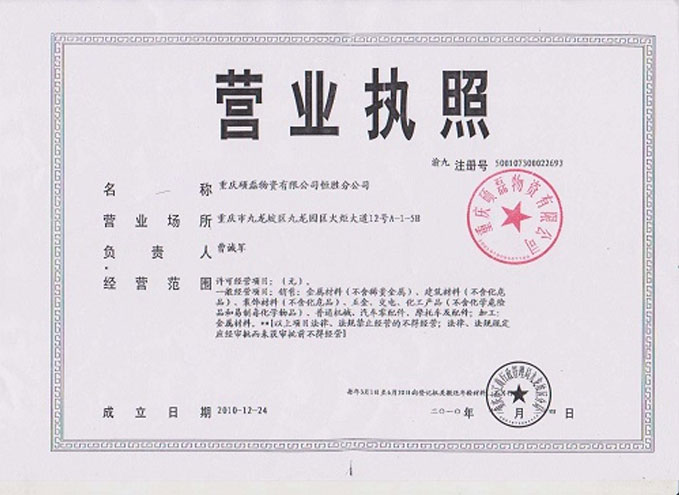 营业执照
渝九 注册号 500107300022693
名称 重庆硕磊物资有限公司恒胜分公司
营业场所 重庆市九龙坡区九龙园区火炬大道12号A-1-5H
负责人 曹诚军
经营范围 许可经营项目:(无)。
一般经营项目:销售:金属材料(不含稀贵金属)、建筑材料(不含化危
品)、装饰材料(不含化危品)、五金、交电、化工产品(不含化学危险
品和易制毒化学物品)、普通机械、汽车零配件、摩托车及配件;加工:
金属材料。**[以上项目法律、法规禁止经营的不得经营;法律、法规规定
应经审批而未获审批前不得经营]
重庆硕磊物资有限公司
每年3月1日至6月30日向登记机关报送年检材料
成立日期 2010-12-24
二〇一〇年 月 四日